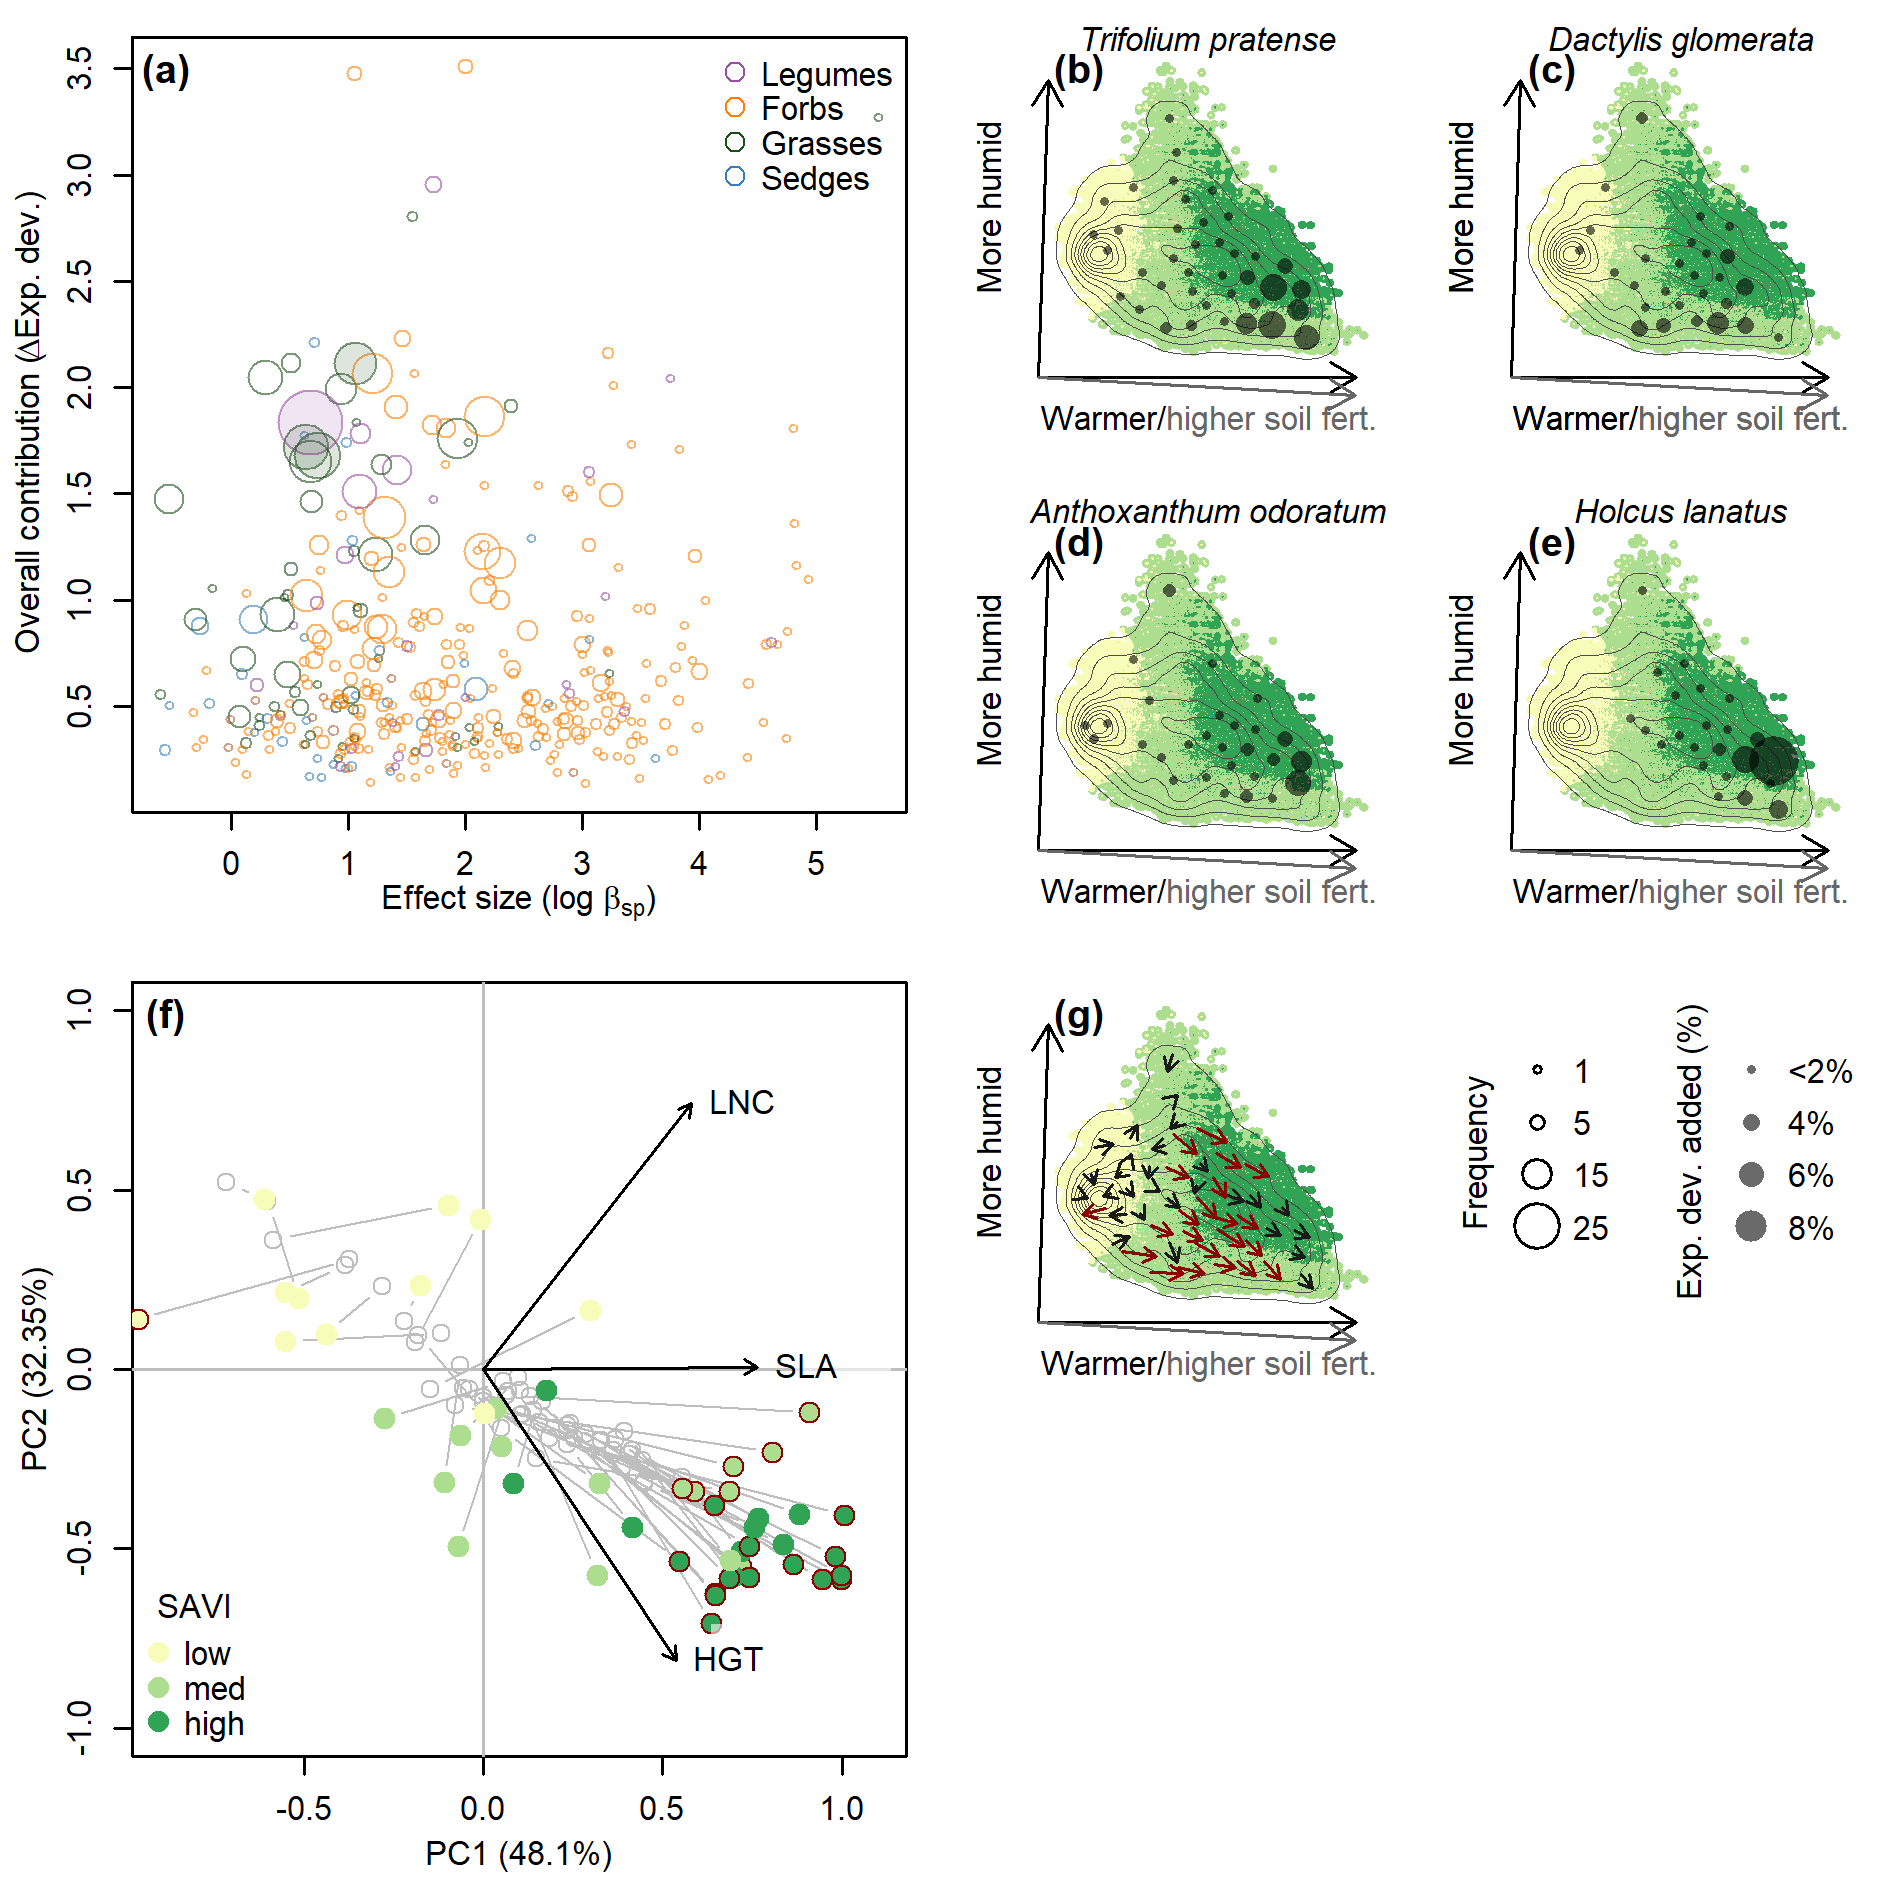 (a)
Legumes
Forbs
Grasses
Sedges
Overall contribution (ΔExp. dev.)
3.5
3.0
2.5
2.0
1.5
1.0
0.5
0 1 2 3 4 5
Effect size (log βsp)
Trifolium pratense
(b)
More humid
Warmer/higher soil fert.
Dactylis glomerata
(c)
More humid
Warmer/higher soil fert.
Anthoxanthum odoratum
(d)
More humid
Warmer/higher soil fert.
Holcus lanatus
(e)
More humid
Warmer/higher soil fert.
(f)
PC2 (32.35%)
1.0
0.5
0.0
-0.5
-1.0
LNC
SLA
HGT
SAVI
low
med
high
-0.5 0.0 0.5 1.0
PC1 (48.1%)
(g)
More humid
Warmer/higher soil fert.
Frequency
1
5
15
25
Exp. dev. added (%)
<2%
4%
6%
8%